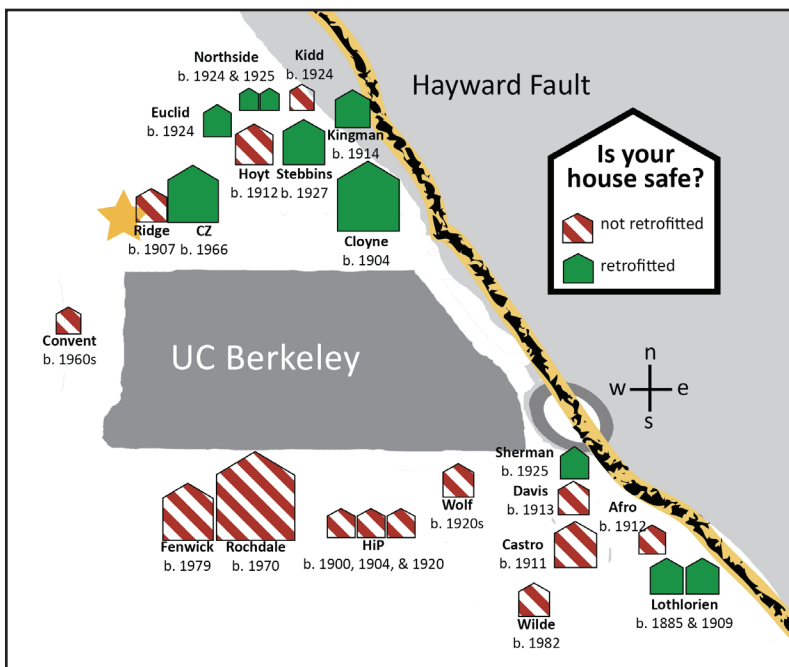 Northside
b. 1924 & 1925
Kidd
b. 1924
Hayward Fault
Euclid
b. 1924
Kingman
b. 1914
Hoyt
b. 1912
Stebbins
b. 1927
Is your
house safe?
not retrofitted
retrofitted
Ridge
b. 1907
CZ
b. 1966
Cloyne
b. 1904
Convent
b. 1960s
UC Berkeley
n
w
e
s
Sherman
b. 1925
Wolf
b. 1920s
Davis
b. 1913
Afro
b. 1912
Fenwick
b. 1979
Rochdale
b. 1970
HiP
b. 1900, 1904, & 1920
Castro
b. 1911
Lothlorien
b. 1885 & 1909
Wilde
b. 1982